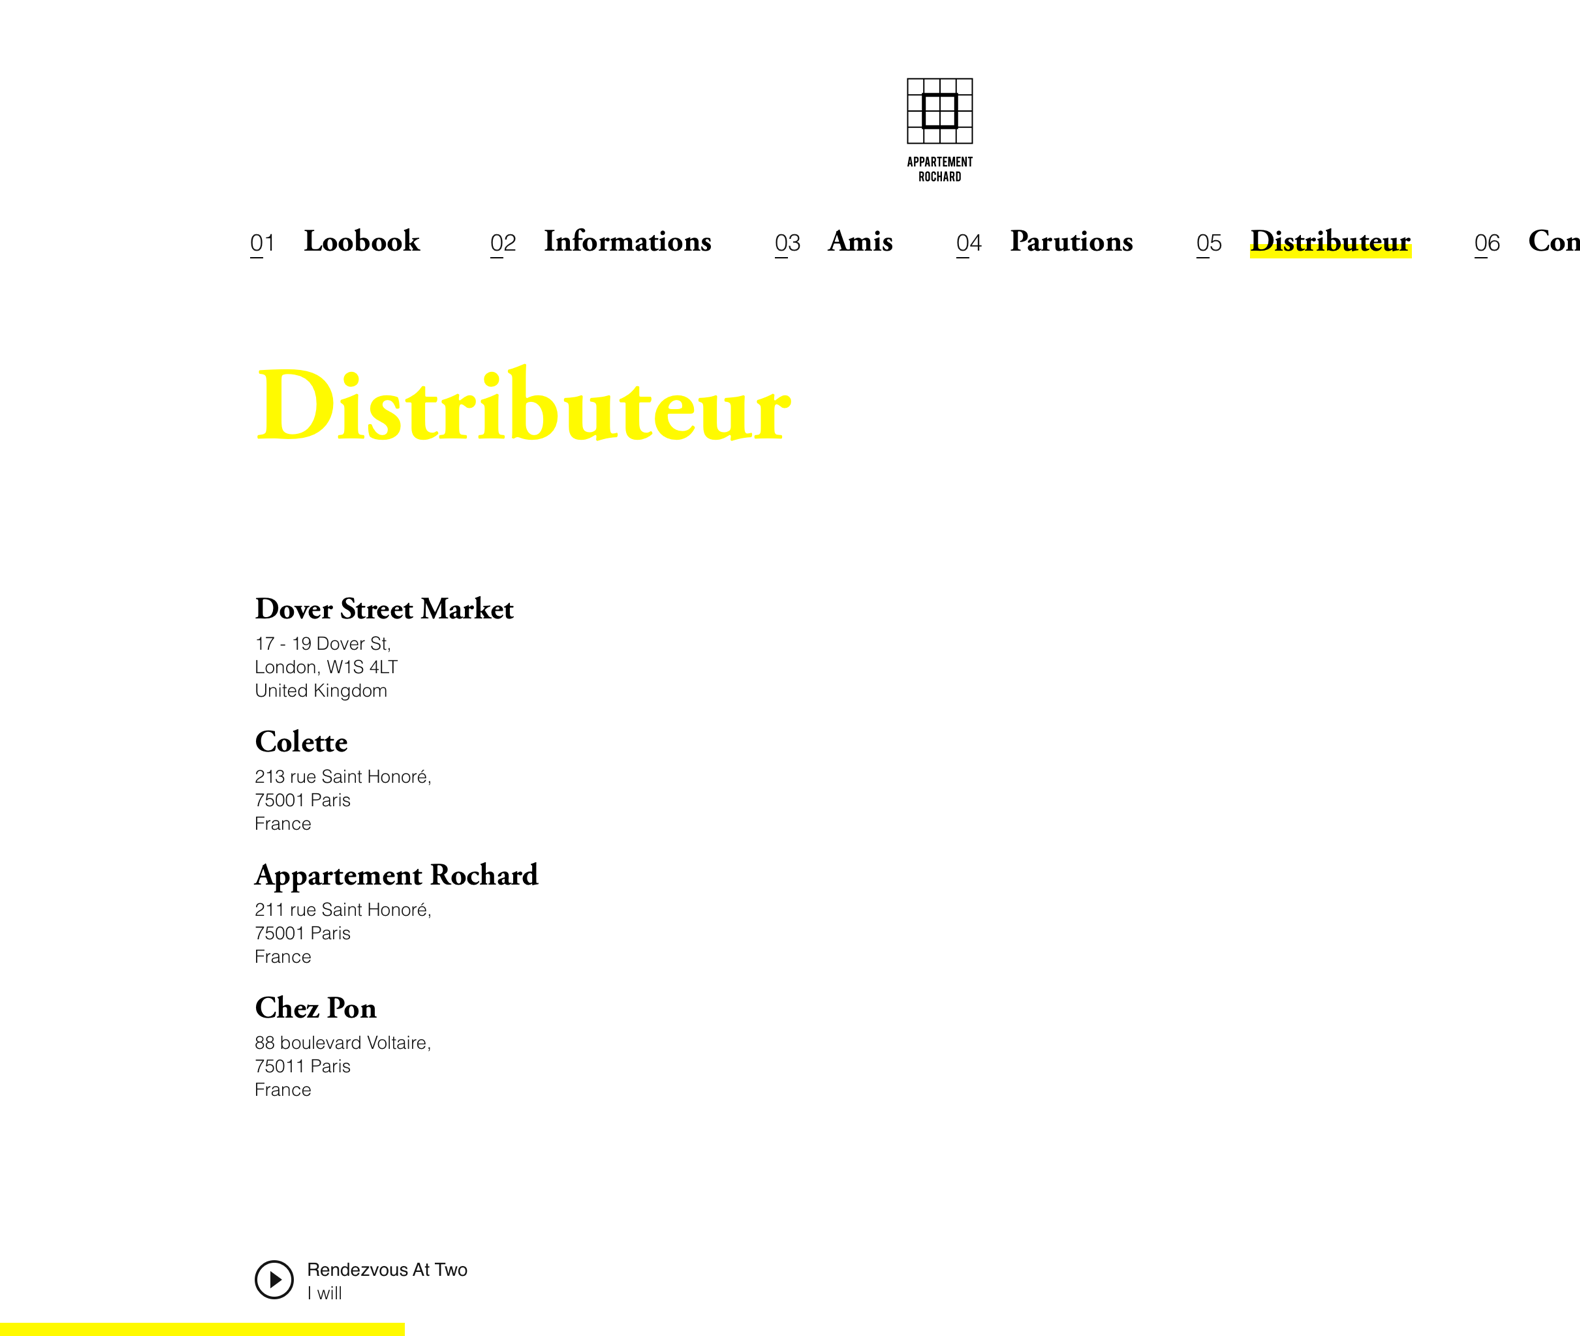 APPARTEMENT
ROCHARD
01 Loobook 02 Informations 03 Amis 04 Parutions 05 Distributeur 06 Con
Distributeur
Dover Street Market
17 - 19 Dover St,
London, W1S 4LT
United Kingdom
Colette
213 rue Saint Honoré,
75001 Paris
France
Appartement Rochard
211 rue Saint Honoré,
75001 Paris
France
Chez Pon
88 boulevard Voltaire,
75011 Paris
France
Rendezvous At Two
I will